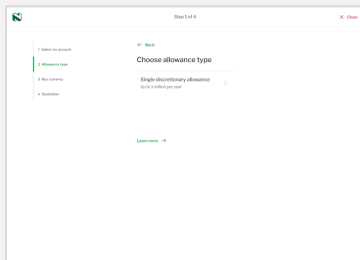 Step 1 of 4
Close
1 Select an account
2 Allowance type
3 Buy currency
4 Quotation
Back
Choose allowance type
Single discretionary allowance
Up to 1 million per year
Learn more